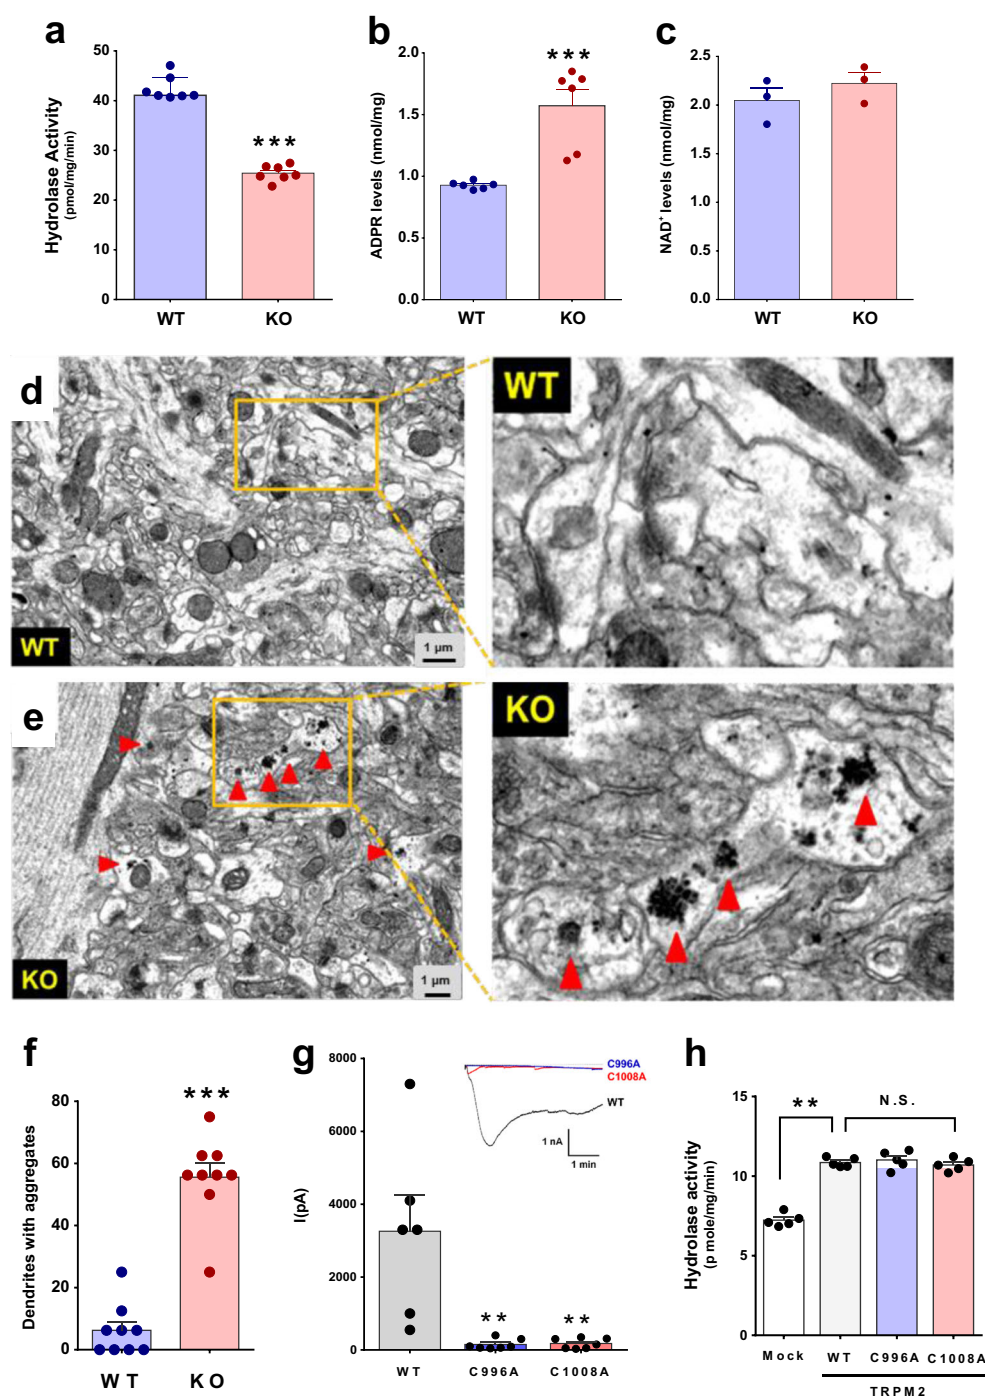 a
Hydrolase Activity
(pmol/mg/min)
50
40
30
20
10
0
***
WT
KO
b
ADPR levels (nmol/mg)
2.0
1.5
1.0
0.5
0.0
***
WT
KO
c
NAD+ levels (nmol/mg)
2.5
2.0
1.5
1.0
0.5
0.0
WT
KO
d
WT
1 µm
WT
e
KO
1 µm
KO
f
Dendrites with aggregates
80
60
40
20
0
***
WT
KO
g
I(pA)
8000
6000
4000
2000
0
C996A
C1008A
WT
1 nA
1 min
**
**
WT
C996A
C1008A
h
Hydrolase activity
(p mole/mg/min)
15
10
5
0
**
N.S.
Mock
WT
C996A
C1008A
TRPM2